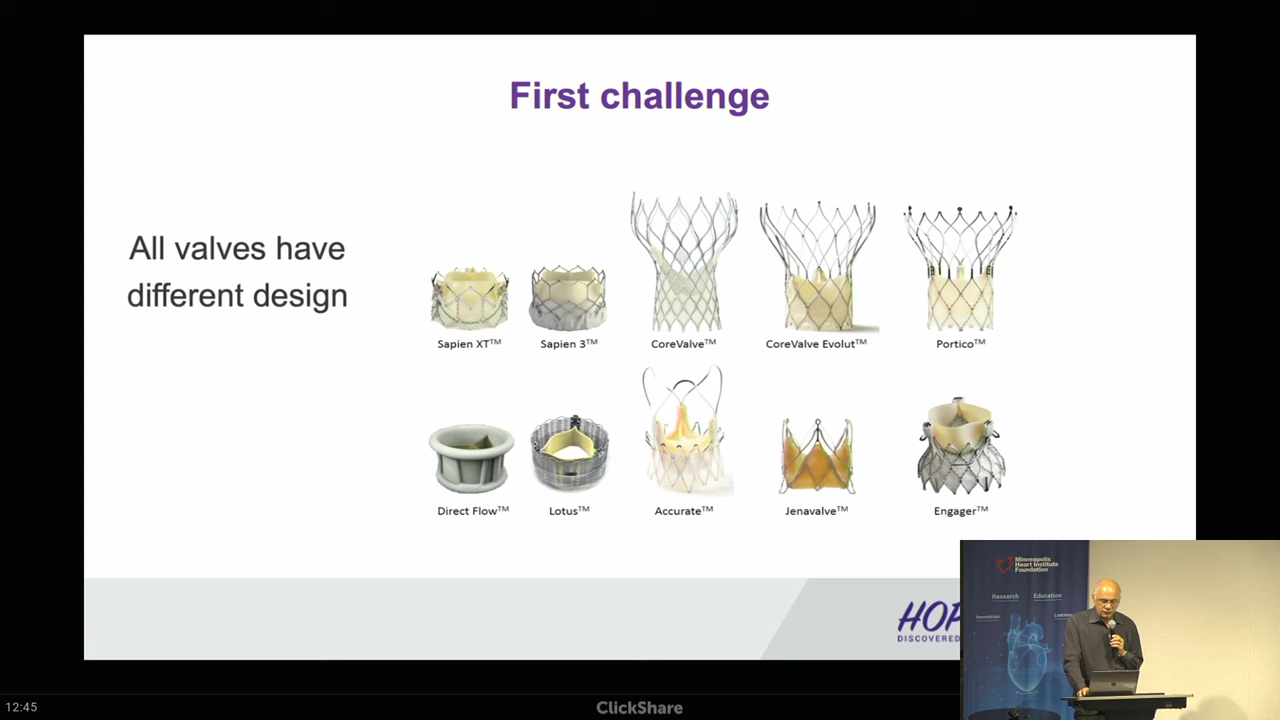 First challenge
All valves have
different design
Sapien XT™
Sapien 3™
CoreValve™
CoreValve Evolut™
Portico™
Direct Flow™
Lotus™
Accurate™
Jenavalve™
Engager™
HOP
DISCOVERED
Minneapolis
Heart Institute
Foundation
Research
Education
Innovation
12:45
ClickShare